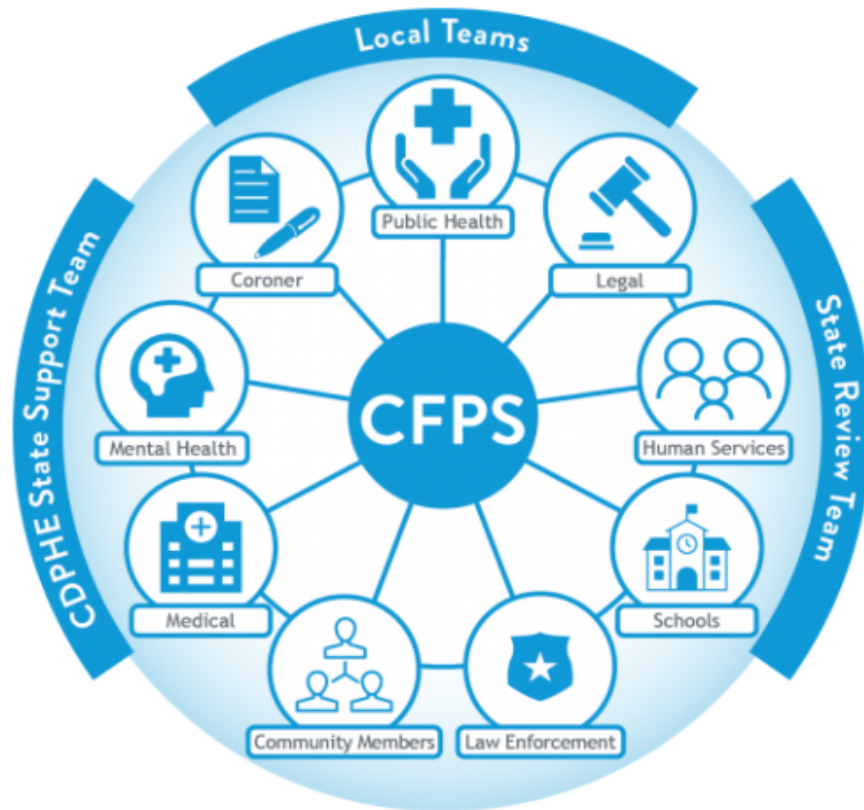 Local Teams
Public Health
Coroner
Legal
CDPHE State Support Team
State Review Team
CFPS
Mental Health
Human Services
Medical
Schools
Community Members
Law Enforcement